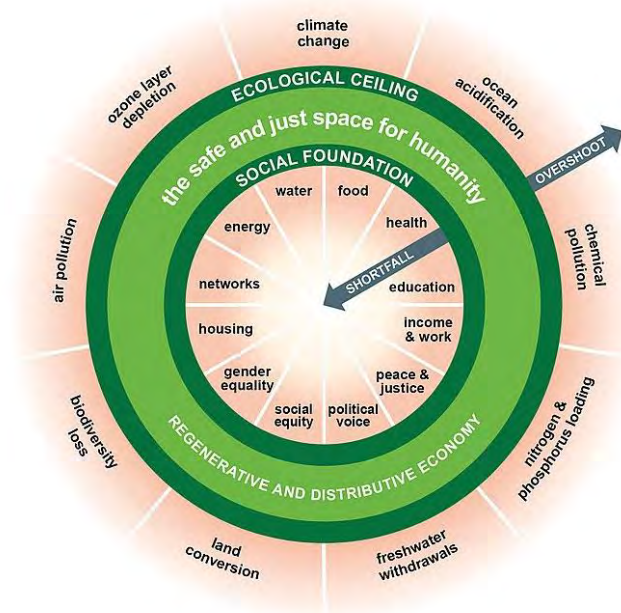 climate
change
ozone layer
depletion
ocean
acidification
ECOLOGICAL CEILING
the safe and just space for humanity
OVERSHOOT
SOCIAL FOUNDATION
water
food
energy
health
air pollution
chemical
pollution
SHORTFALL
networks
education
housing
income
& work
gender
equality
peace &
justice
social
equity
political
voice
biodiversity
loss
nitrogen &
phosphorus loading
REGENERATIVE AND DISTRIBUTIVE ECONOMY
land
conversion
freshwater
withdrawals